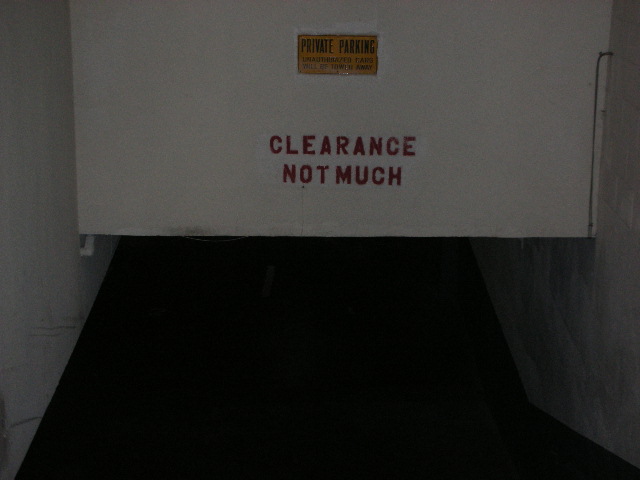 PRIVATE PARKING
UNAUTHORIZED CARS
WILL BE TOWED AWAY
CLEARANCE
NOT MUCH